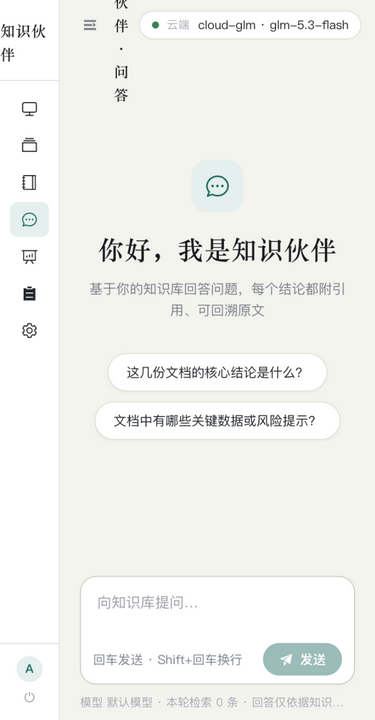 知识伙
伴
伙
伴
·
问
答
云端 cloud-glm · glm-5.3-flash
你好，我是知识伙伴
基于你的知识库回答问题，每个结论都附引
用、可回溯原文
这几份文档的核心结论是什么？
文档中有哪些关键数据或风险提示？
向知识库提问…
回车发送 · Shift+回车换行
发送
模型 默认模型 · 本轮检索 0 条 · 回答仅依据知识…
A